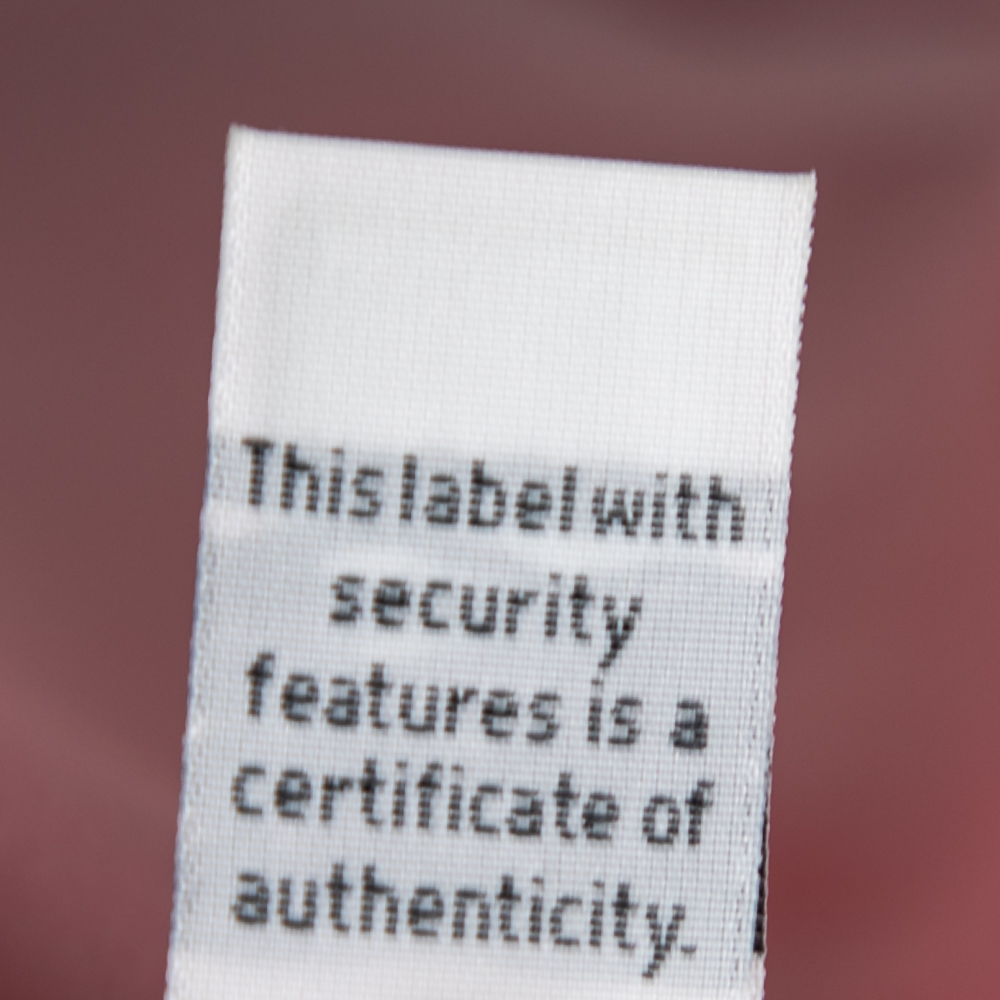 This label with
security
features is a
certificate of
authenticity.